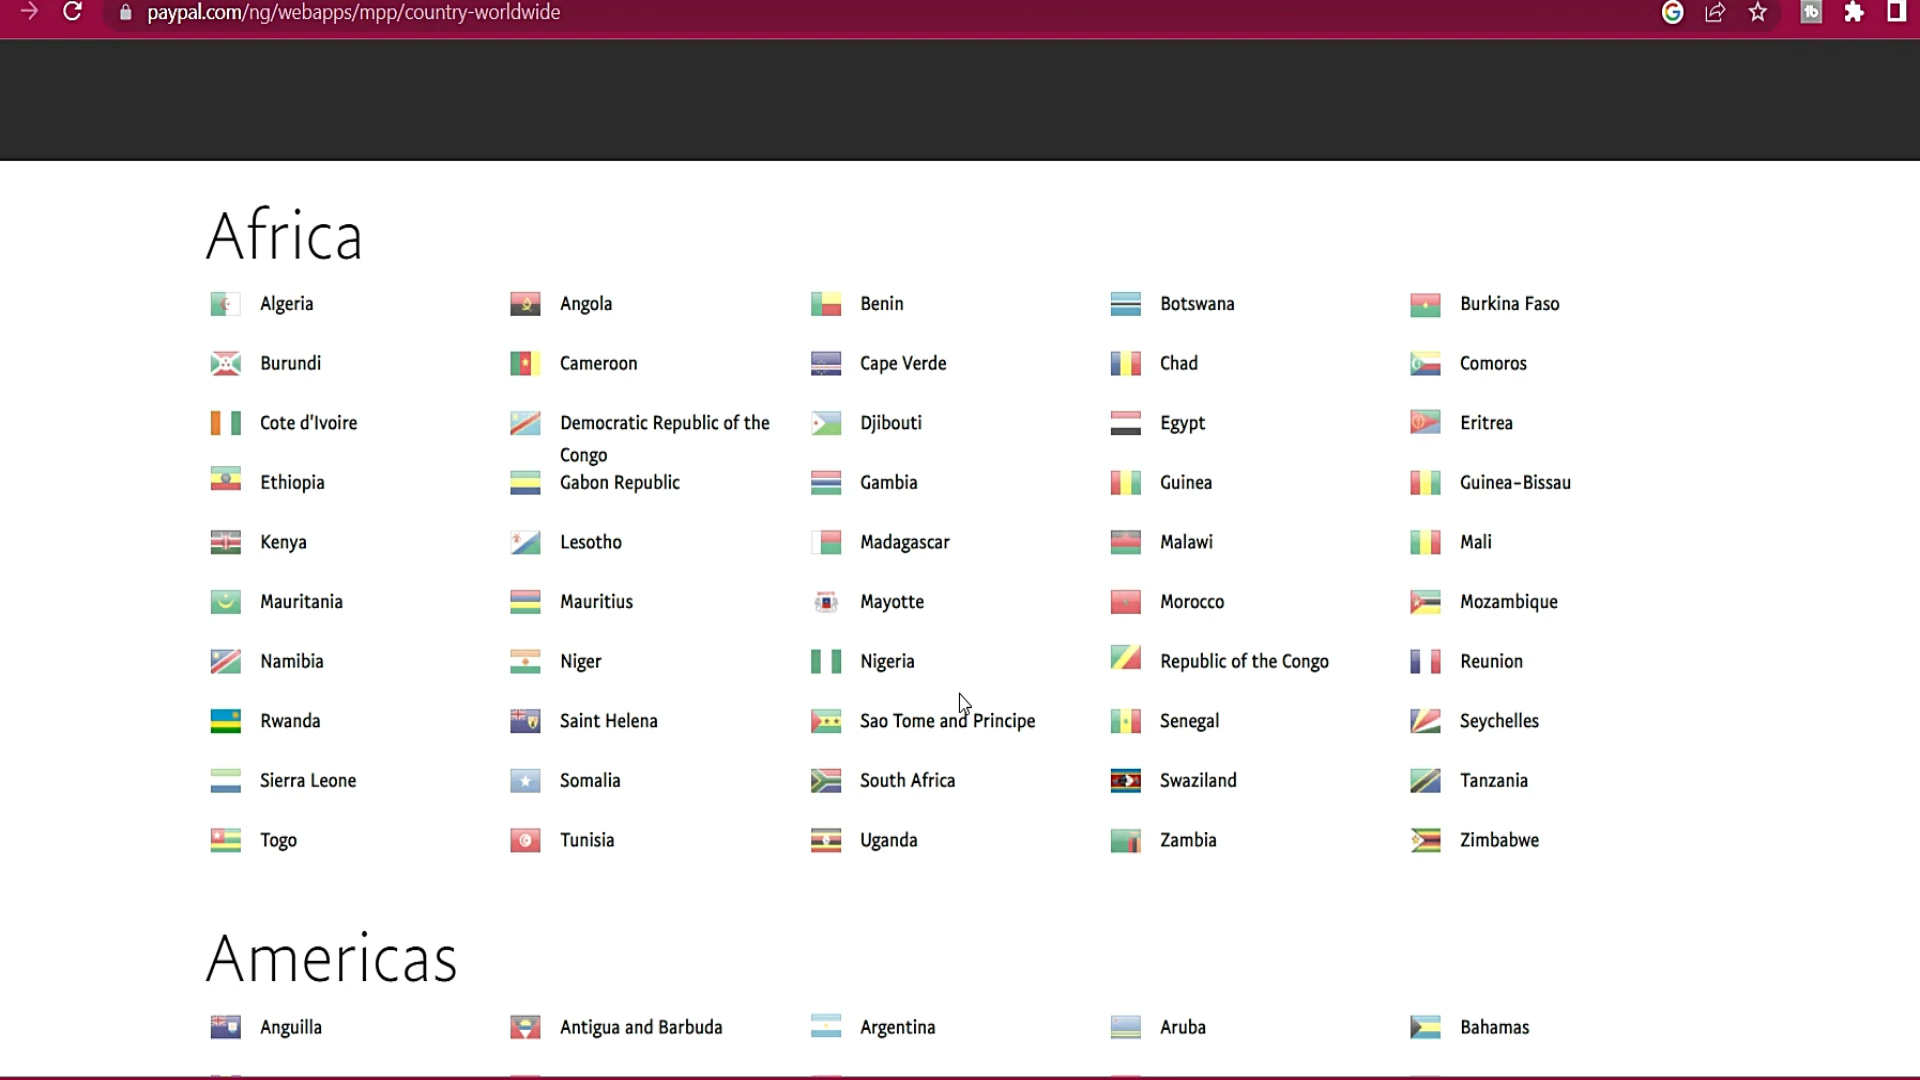 paypal.com/ng/webapps/mpp/country-worldwide
Africa
Algeria Angola Benin Botswana Burkina Faso
Burundi Cameroon Cape Verde Chad Comoros
Cote d'Ivoire Democratic Republic of the Congo Djibouti Egypt Eritrea
Ethiopia Gabon Republic Gambia Guinea Guinea-Bissau
Kenya Lesotho Madagascar Malawi Mali
Mauritania Mauritius Mayotte Morocco Mozambique
Namibia Niger Nigeria Republic of the Congo Reunion
Rwanda Saint Helena Sao Tome and Principe Senegal Seychelles
Sierra Leone Somalia South Africa Swaziland Tanzania
Togo Tunisia Uganda Zambia Zimbabwe
Americas
Anguilla Antigua and Barbuda Argentina Aruba Bahamas